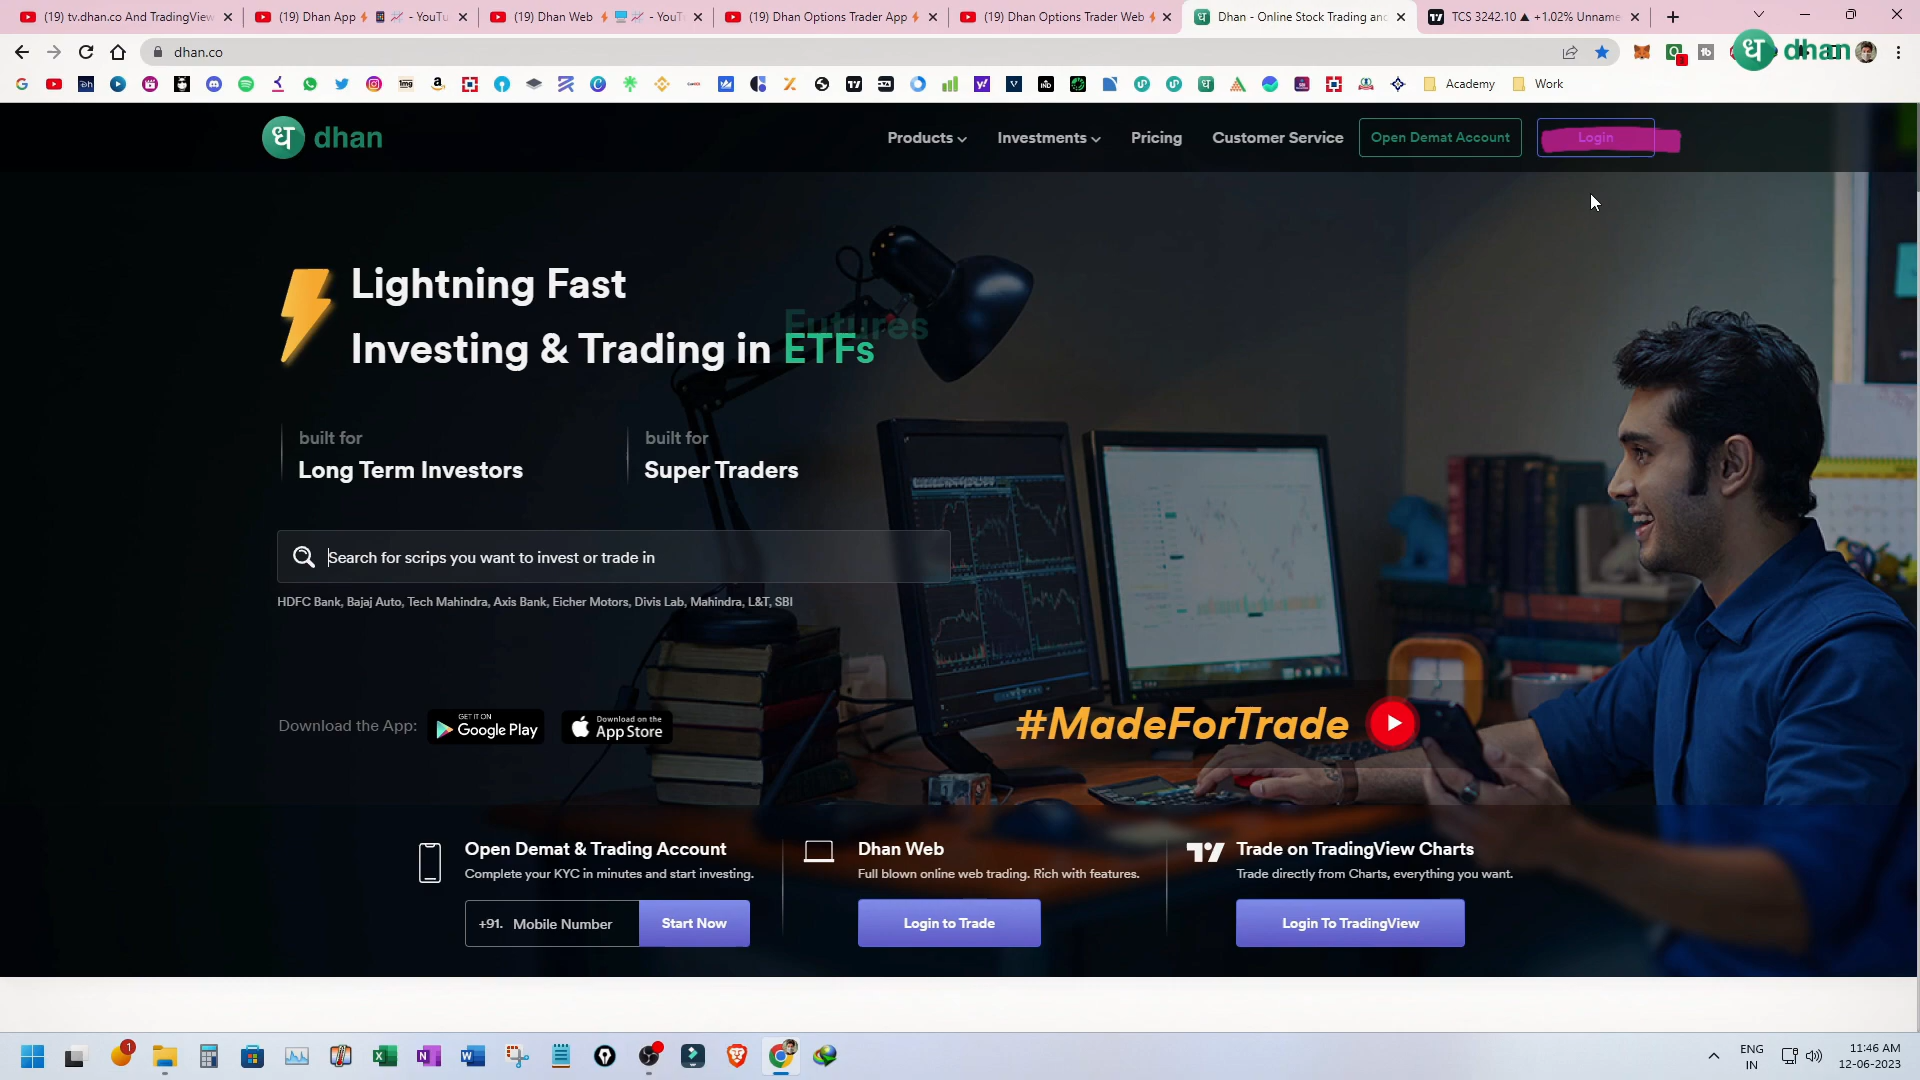 (19) tv.dhan.co And TradingView
(19) Dhan App
- YouTu
(19) Dhan Web
- YouT
(19) Dhan Options Trader App
(19) Dhan Options Trader Web
Dhan - Online Stock Trading and
TCS 3242.10 ▲ +1.02% Unname
dhan.co
dhan
Academy
Work
dhan
Products
Investments
Pricing
Customer Service
Open Demat Account
Login
Lightning Fast
Futures
Investing & Trading in ETFs
built for
Long Term Investors
built for
Super Traders
Search for scrips you want to invest or trade in
HDFC Bank, Bajaj Auto, Tech Mahindra, Axis Bank, Eicher Motors, Divis Lab, Mahindra, L&T, SBI
Download the App:
GET IT ON
Google Play
Download on the
App Store
#MadeForTrade
Open Demat & Trading Account
Complete your KYC in minutes and start investing.
+91. Mobile Number
Start Now
Dhan Web
Full blown online web trading. Rich with features.
Login to Trade
Trade on TradingView Charts
Trade directly from Charts, everything you want.
Login To TradingView
ENG
IN
11:46 AM
12-06-2023